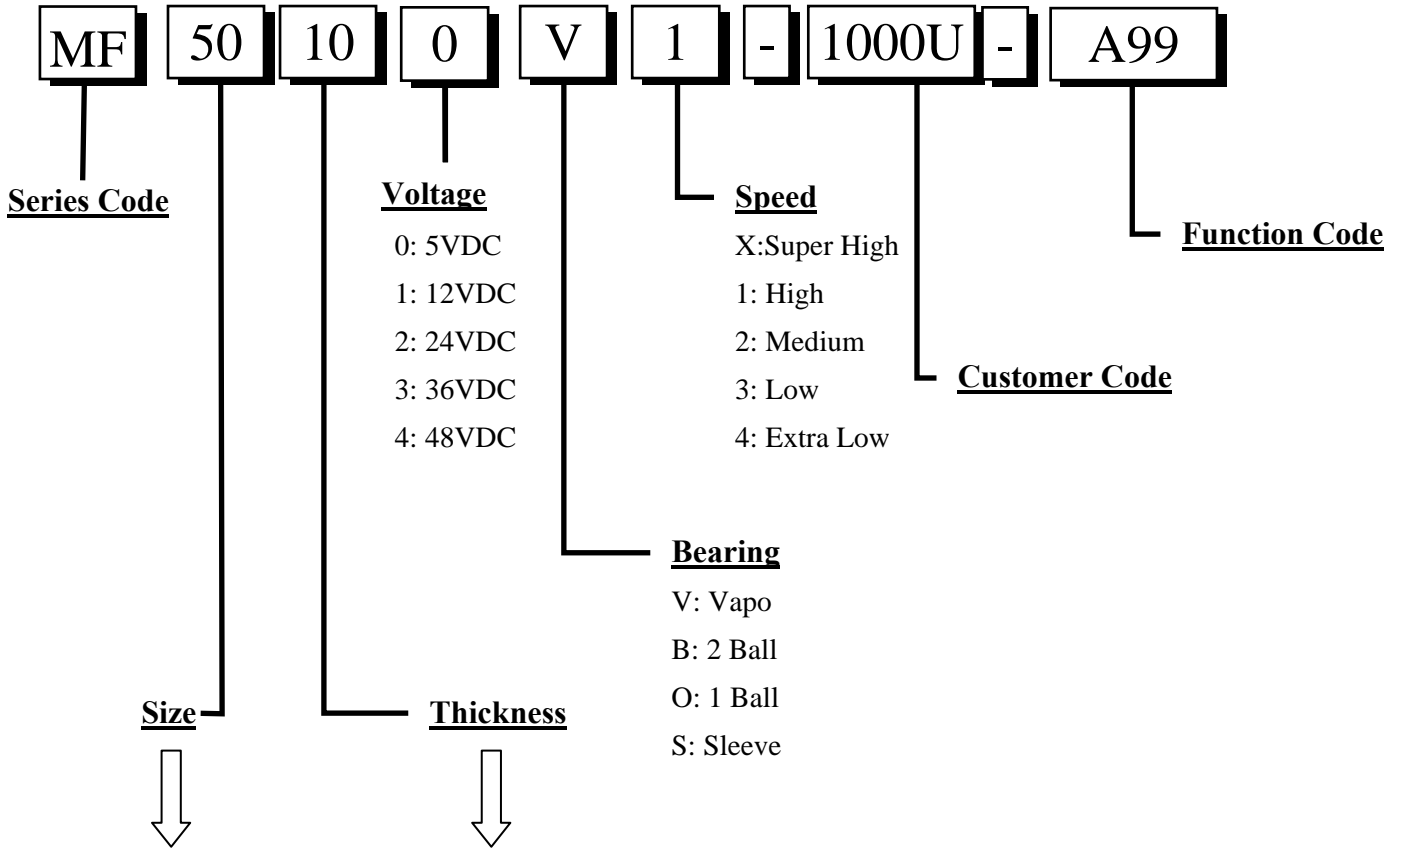 MF 50 10 0 V 1 - 1000U - A99
Series Code
Voltage
0: 5VDC
1: 12VDC
2: 24VDC
3: 36VDC
4: 48VDC
Speed
X:Super High
1: High
2: Medium
3: Low
4: Extra Low
Function Code
Customer Code
Bearing
V: Vapo
B: 2 Ball
O: 1 Ball
S: Sleeve
Size
Thickness